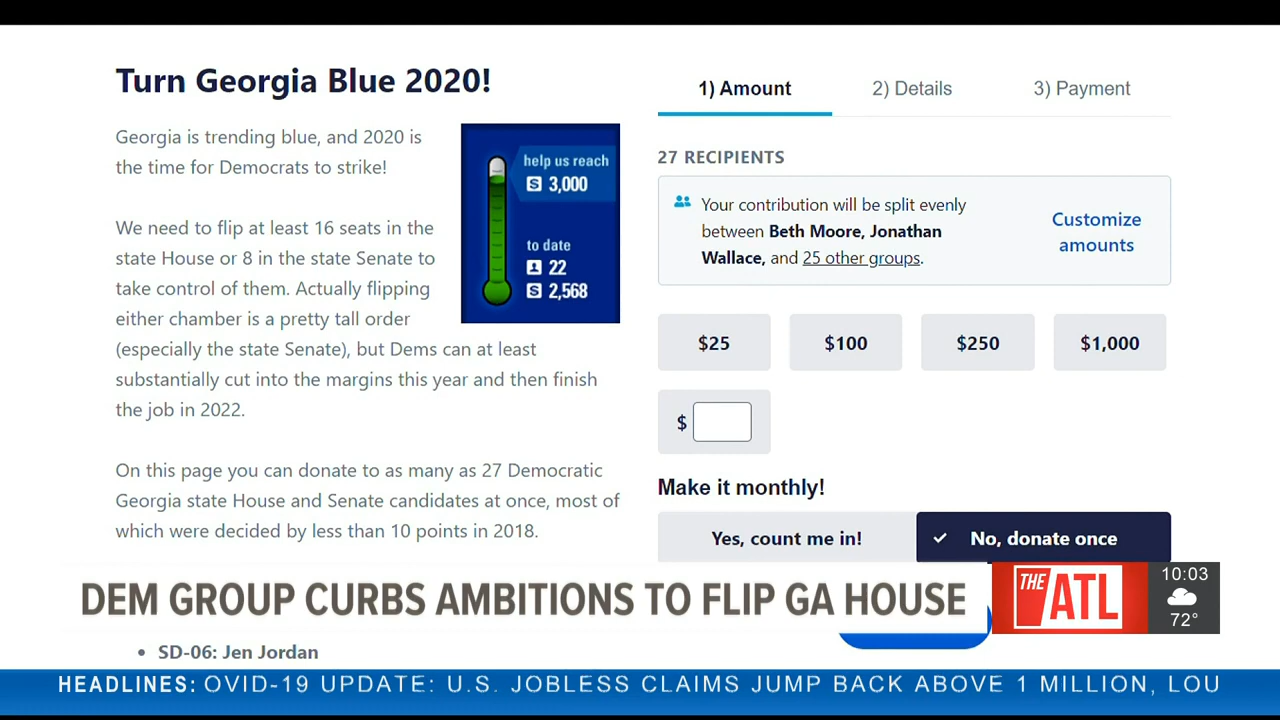 Turn Georgia Blue 2020!
Georgia is trending blue, and 2020 is
the time for Democrats to strike!
We need to flip at least 16 seats in the
state House or 8 in the state Senate to
take control of them. Actually flipping
either chamber is a pretty tall order
(especially the state Senate), but Dems can at least
substantially cut into the margins this year and then finish
the job in 2022.
On this page you can donate to as many as 27 Democratic
Georgia state House and Senate candidates at once, most of
which were decided by less than 10 points in 2018.
SD-06: Jen Jordan
help us reach
S 3,000
to date
22
S 2,568
1) Amount 2) Details 3) Payment
27 RECIPIENTS
Your contribution will be split evenly
between Beth Moore, Jonathan
Wallace, and 25 other groups.
Customize
amounts
$25 $100 $250 $1,000
$
Make it monthly!
Yes, count me in! No, donate once
DEM GROUP CURBS AMBITIONS TO FLIP GA HOUSE
THE
ATL
10:03
72°
HEADLINES: OVID-19 UPDATE: U.S. JOBLESS CLAIMS JUMP BACK ABOVE 1 MILLION, LOU